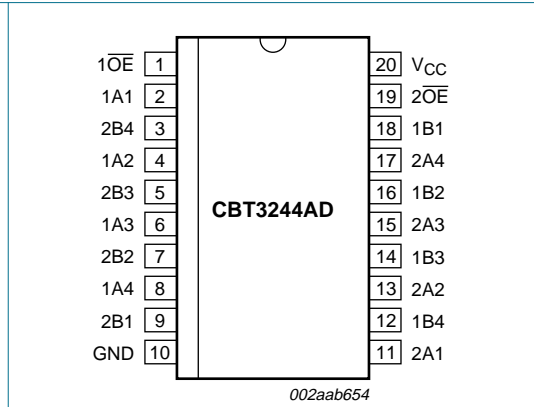 1O̅E̅ 1 20 VCC
1A1 2 19 2O̅E̅
2B4 3 18 1B1
1A2 4 17 2A4
2B3 5 16 1B2
CBT3244AD
1A3 6 15 2A3
2B2 7 14 1B3
1A4 8 13 2A2
2B1 9 12 1B4
GND 10 11 2A1
002aab654